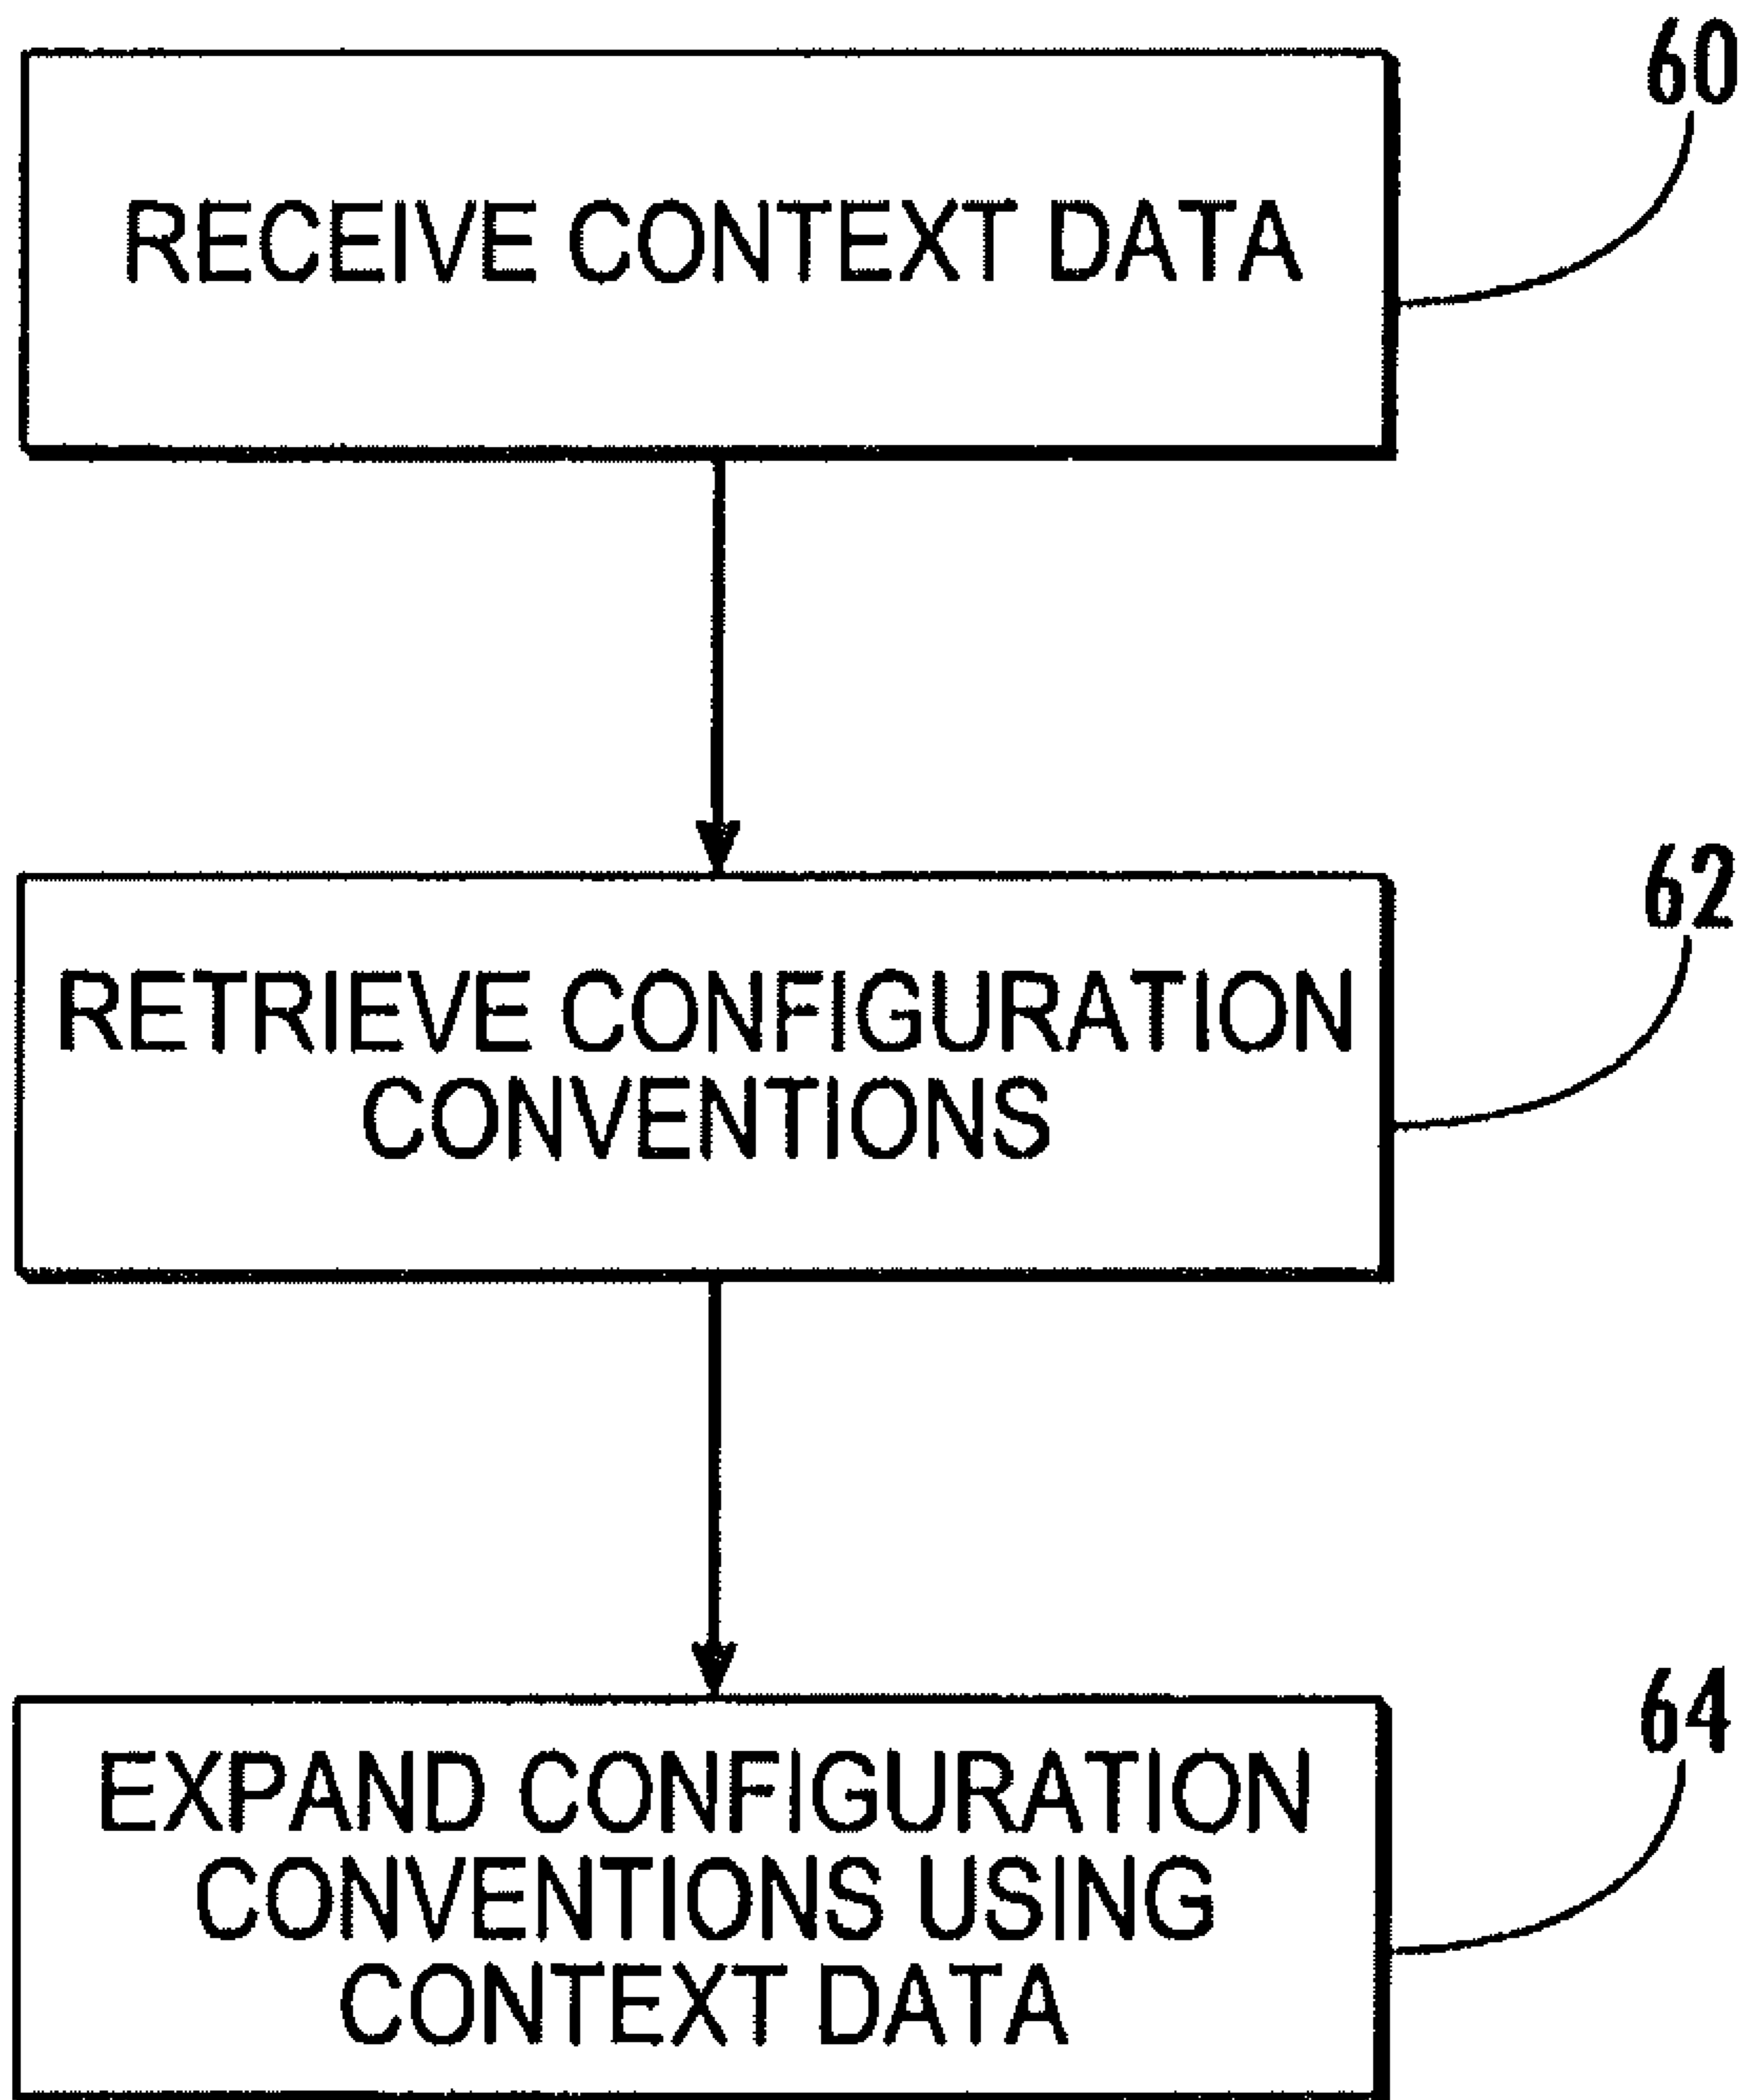 60
RECEIVE CONTEXT DATA
62
RETRIEVE CONFIGURATION
CONVENTIONS
64
EXPAND CONFIGURATION
CONVENTIONS USING
CONTEXT DATA